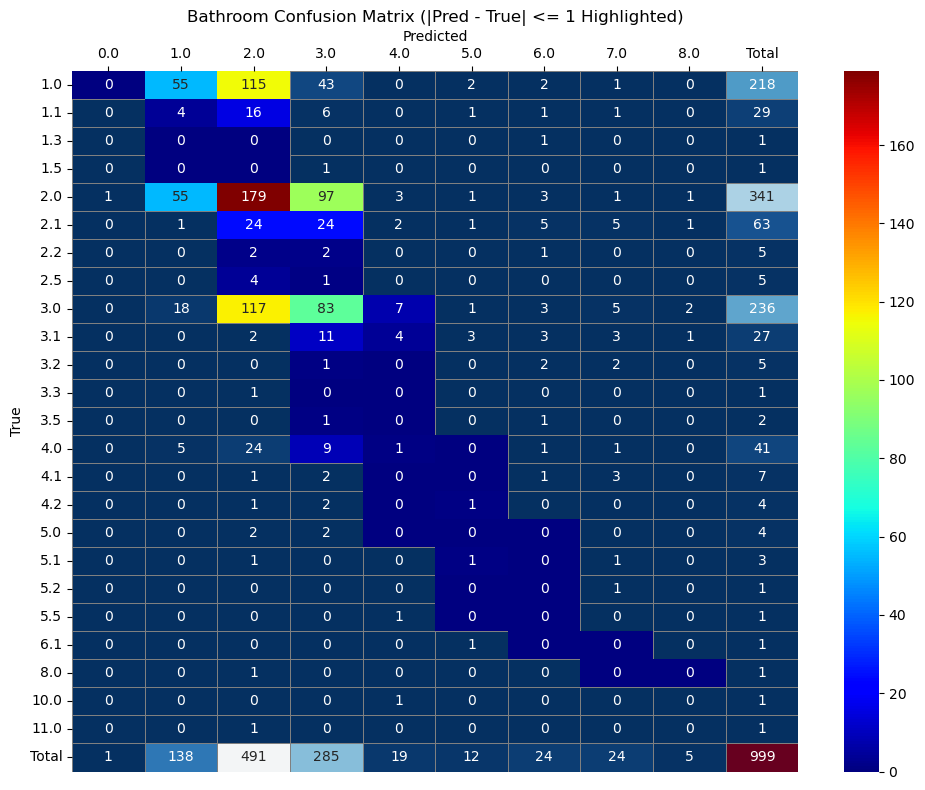 Bathroom Confusion Matrix (|Pred - True| <= 1 Highlighted)
Predicted
0.0 1.0 2.0 3.0 4.0 5.0 6.0 7.0 8.0 Total
1.0 0 55 115 43 0 2 2 1 0 218
1.1 0 4 16 6 0 1 1 1 0 29
1.3 0 0 0 0 0 0 1 0 0 1
1.5 0 0 0 1 0 0 0 0 0 1
2.0 1 55 179 97 3 1 3 1 1 341
2.1 0 1 24 24 2 1 5 5 1 63
2.2 0 0 2 2 0 0 1 0 0 5
2.5 0 0 4 1 0 0 0 0 0 5
3.0 0 18 117 83 7 1 3 5 2 236
3.1 0 0 2 11 4 3 3 3 1 27
3.2 0 0 0 1 0 0 2 2 0 5
3.3 0 0 1 0 0 0 0 0 0 1
3.5 0 0 0 1 0 0 1 0 0 2
4.0 0 5 24 9 1 0 1 1 0 41
4.1 0 0 1 2 0 0 1 3 0 7
4.2 0 0 1 2 0 1 0 0 0 4
5.0 0 0 2 2 0 0 0 0 0 4
5.1 0 0 1 0 0 1 0 1 0 3
5.2 0 0 0 0 0 0 0 1 0 1
5.5 0 0 0 0 1 0 0 0 0 1
6.1 0 0 0 0 0 1 0 0 0 1
8.0 0 0 1 0 0 0 0 0 0 1
10.0 0 0 0 0 1 0 0 0 0 1
11.0 0 0 1 0 0 0 0 0 0 1
Total 1 138 491 285 19 12 24 24 5 999
True
160
140
120
100
80
60
40
20
0